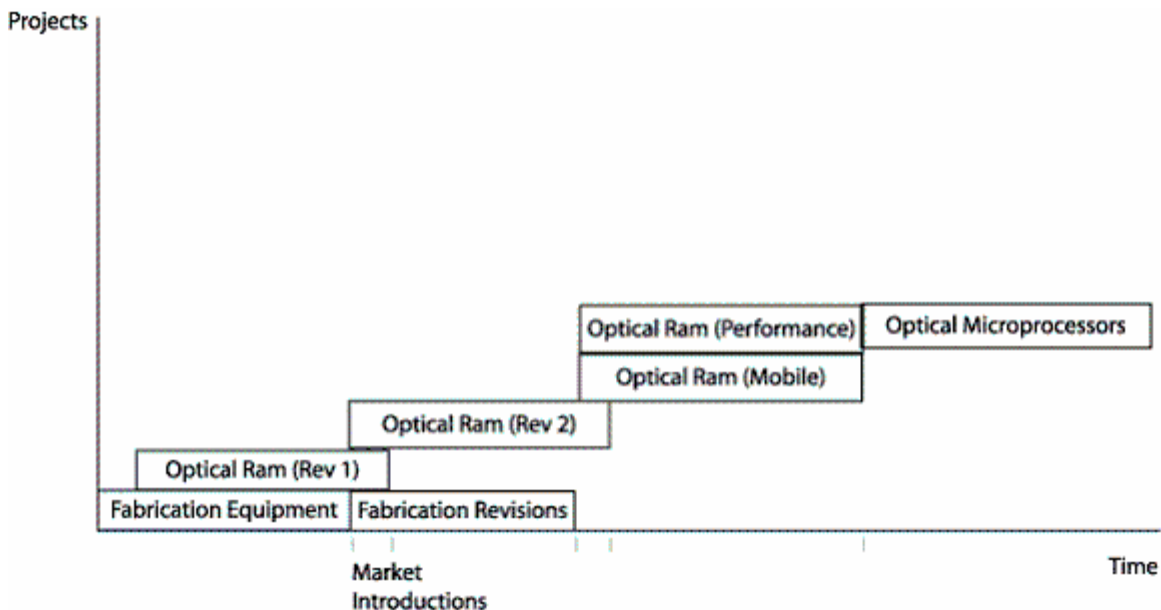 Projects
Optical Ram (Performance)
Optical Microprocessors
Optical Ram (Mobile)
Optical Ram (Rev 2)
Optical Ram (Rev 1)
Fabrication Equipment
Fabrication Revisions
Time
Market
Introductions